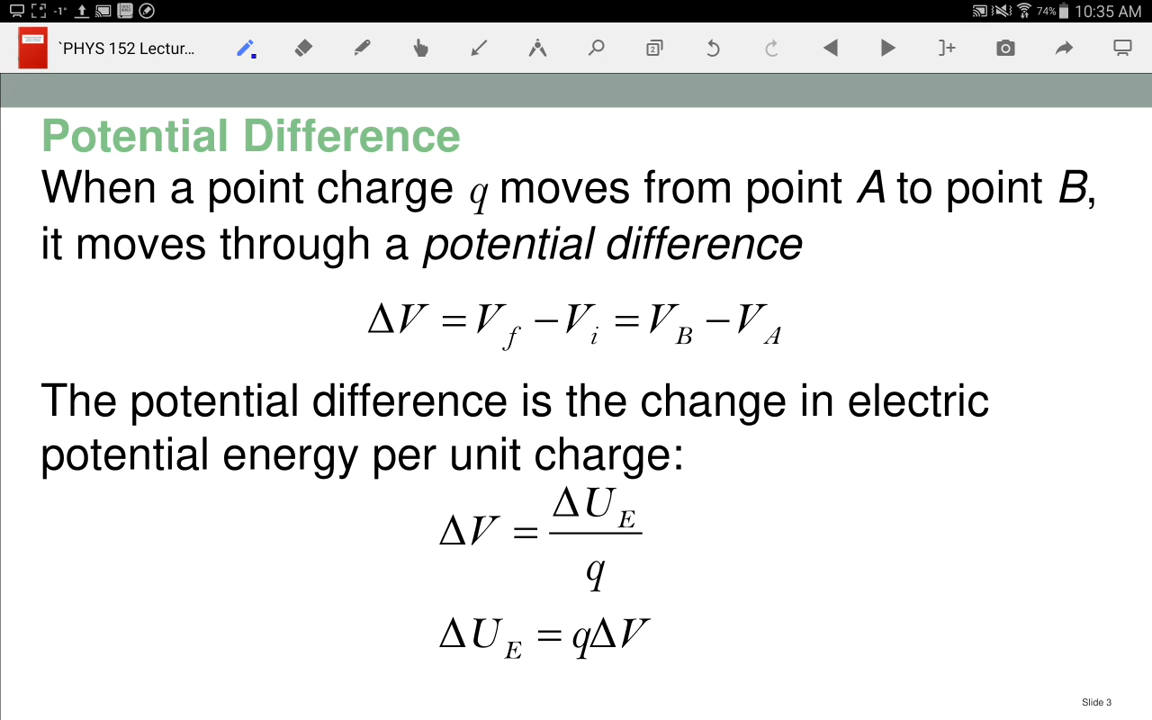 -1° 74% 10:35 AM
`PHYS 152 Lectur... 2 ]+
Potential Difference
When a point charge q moves from point A to point B,
it moves through a potential difference
ΔV = V_f − V_i = V_B − V_A
The potential difference is the change in electric
potential energy per unit charge:
ΔV = ΔU_E / q
ΔU_E = qΔV
Slide 3